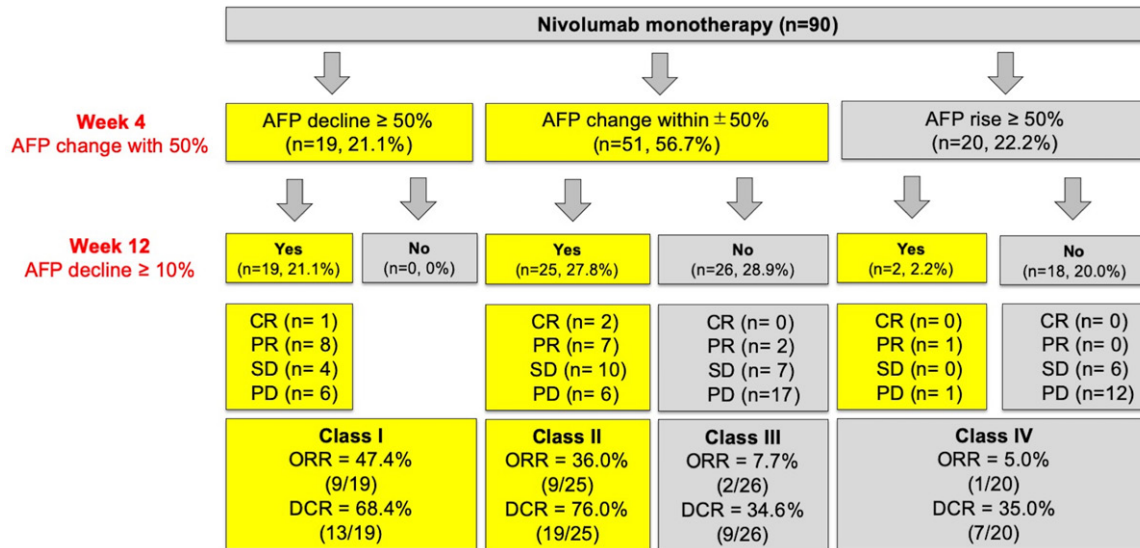 Nivolumab monotherapy (n=90)
Week 4
AFP change with 50%
AFP decline ≥ 50%
(n=19, 21.1%)
AFP change within ± 50%
(n=51, 56.7%)
AFP rise ≥ 50%
(n=20, 22.2%)
Week 12
AFP decline ≥ 10%
Yes
(n=19, 21.1%)
No
(n=0, 0%)
Yes
(n=25, 27.8%)
No
(n=26, 28.9%)
Yes
(n=2, 2.2%)
No
(n=18, 20.0%)
CR (n= 1)
PR (n= 8)
SD (n= 4)
PD (n= 6)
CR (n= 2)
PR (n= 7)
SD (n= 10)
PD (n= 6)
CR (n= 0)
PR (n= 2)
SD (n= 7)
PD (n=17)
CR (n= 0)
PR (n= 1)
SD (n= 0)
PD (n= 1)
CR (n= 0)
PR (n= 0)
SD (n= 6)
PD (n=12)
Class I
ORR = 47.4%
(9/19)
DCR = 68.4%
(13/19)
Class II
ORR = 36.0%
(9/25)
DCR = 76.0%
(19/25)
Class III
ORR = 7.7%
(2/26)
DCR = 34.6%
(9/26)
Class IV
ORR = 5.0%
(1/20)
DCR = 35.0%
(7/20)